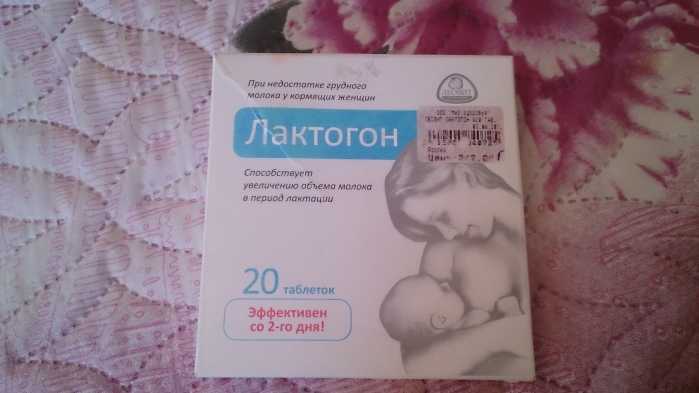 При недостатке грудного
молока у кормящих женщин
Лактогон
Способствует
увеличению объема молока
в период лактации
20 таблеток
Эффективен
со 2-го дня!
ЛЕОВИТ